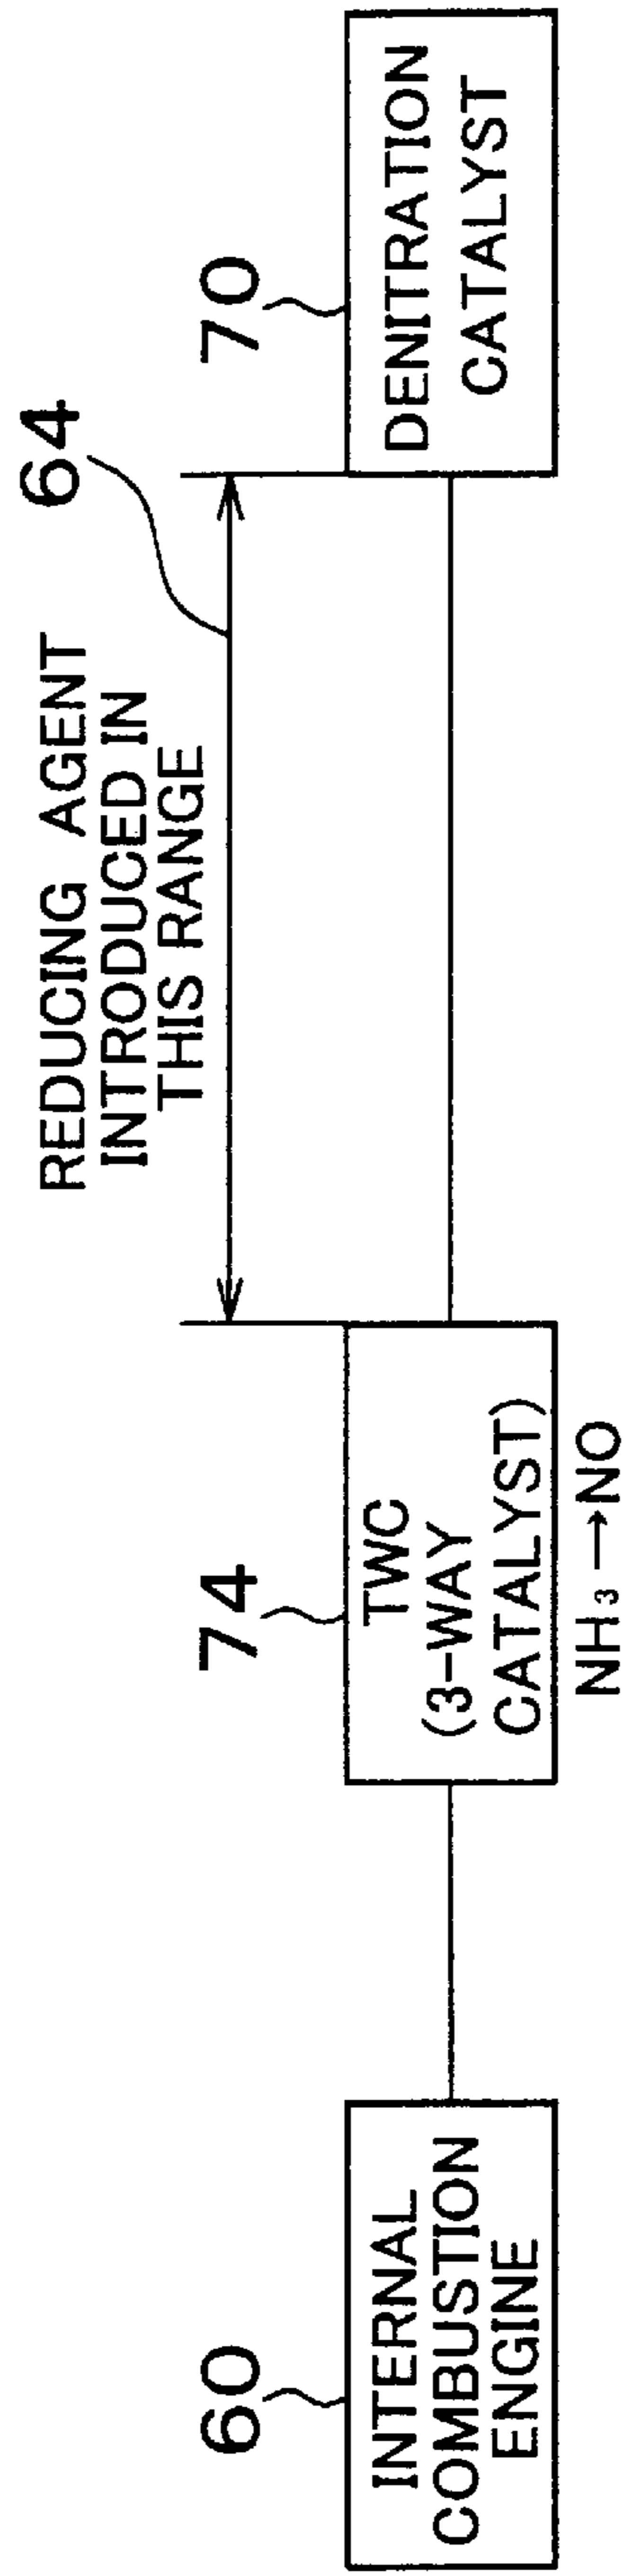 REDUCING AGENT
INTRODUCED IN
THIS RANGE
64
60
INTERNAL
COMBUSTION
ENGINE
74
TWC
(3-WAY
CATALYST)
NH₃ → NO
70
DENITRATION
CATALYST